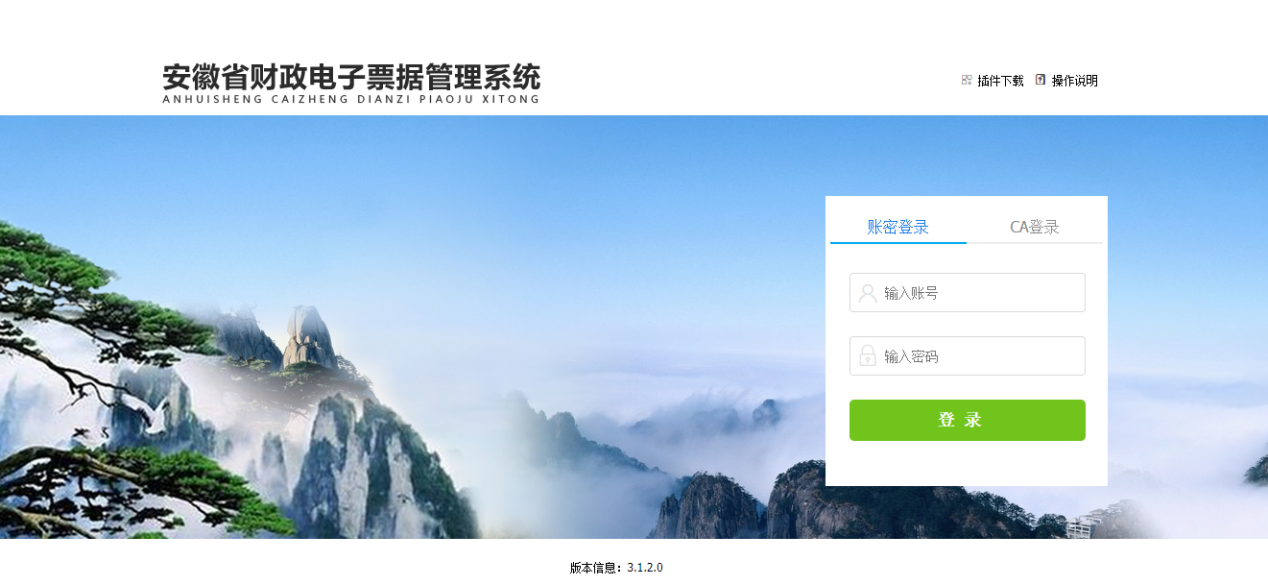 安徽省财政电子票据管理系统
ANHUISHENG CAIZHENG DIANZI PIAOJU XITONG
插件下载 操作说明
账密登录 CA登录
输入账号
输入密码
登 录
版本信息：3.1.2.0